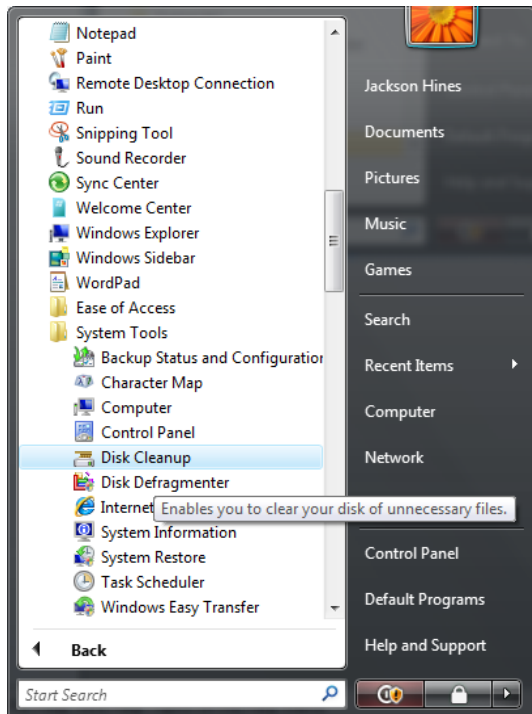 Notepad
Paint
Remote Desktop Connection
Run
Snipping Tool
Sound Recorder
Sync Center
Welcome Center
Windows Explorer
Windows Sidebar
WordPad
Ease of Access
System Tools
Backup Status and Configuration
Character Map
Computer
Control Panel
Disk Cleanup
Disk Defragmenter
Internet
Enables you to clear your disk of unnecessary files.
System Information
System Restore
Task Scheduler
Windows Easy Transfer
Back
Start Search
Jackson Hines
Documents
Pictures
Music
Games
Search
Recent Items
Computer
Network
Control Panel
Default Programs
Help and Support